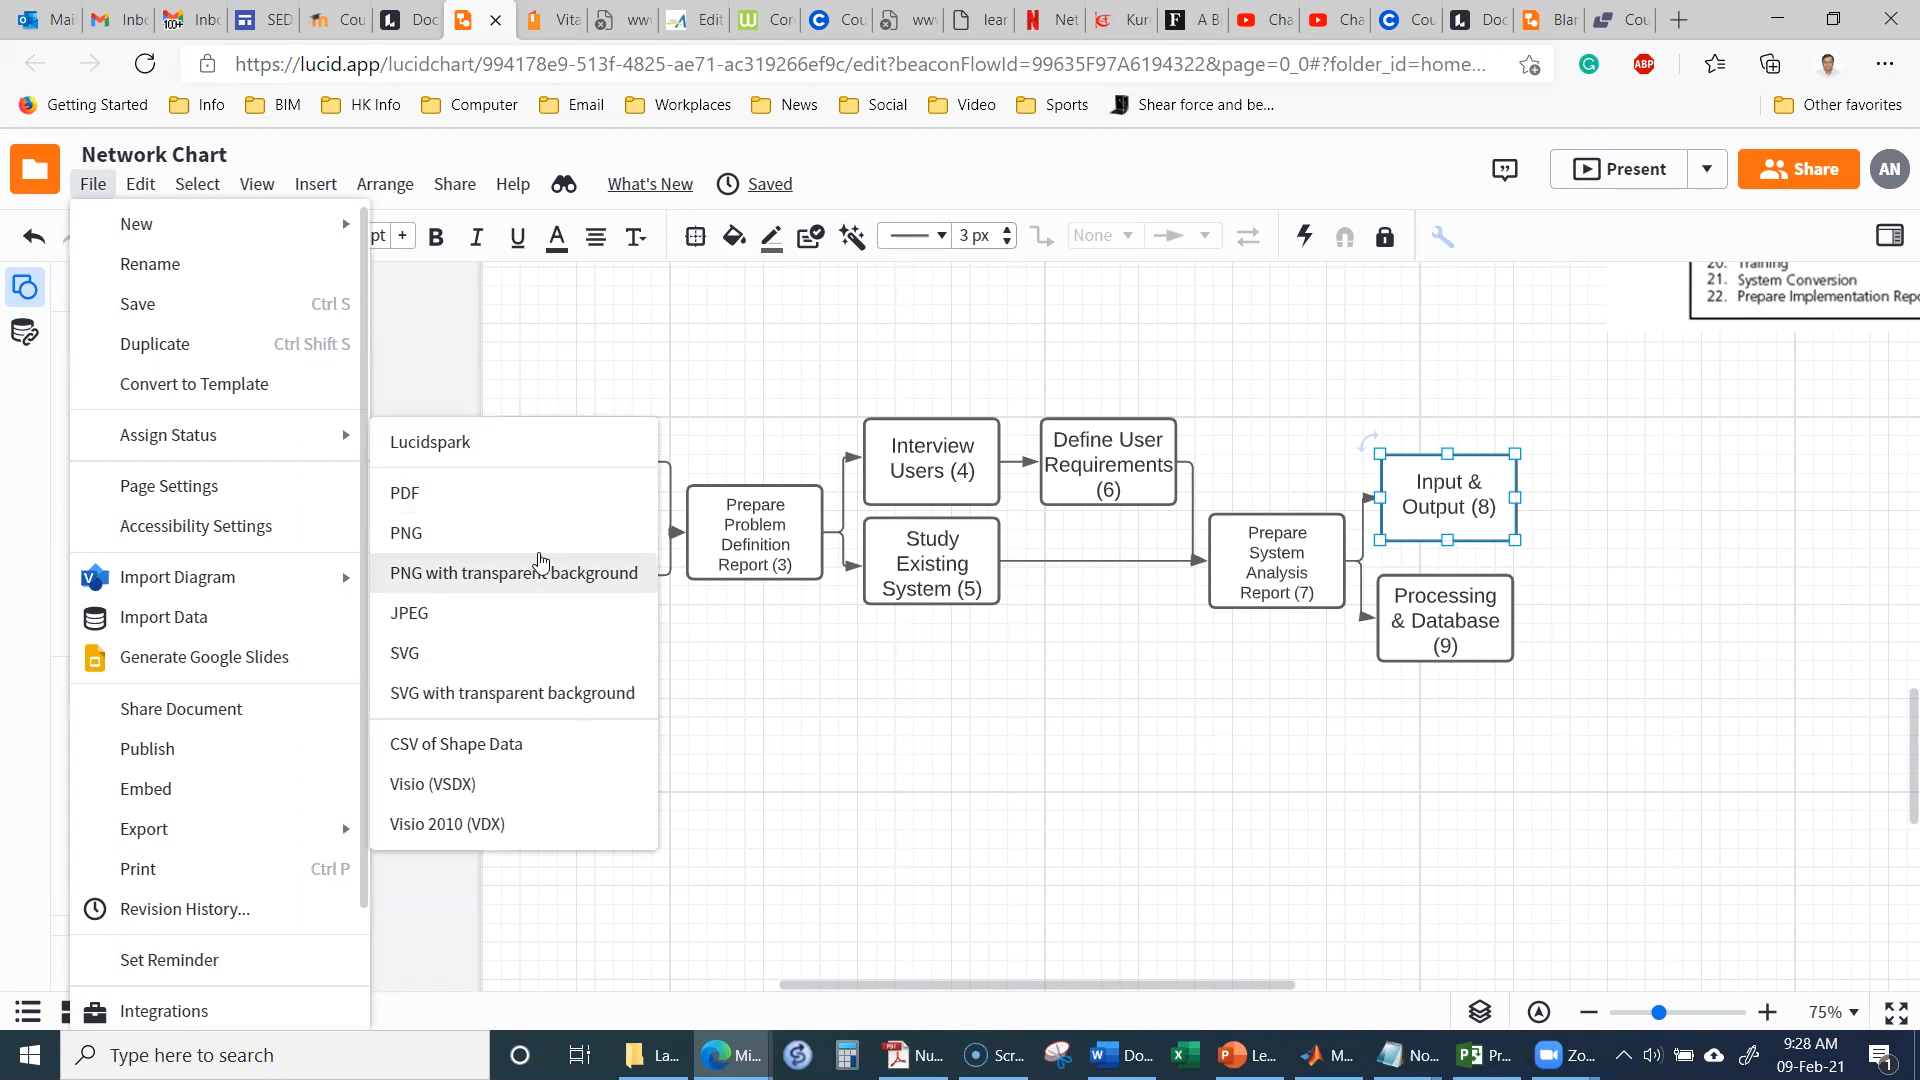 Mai
Inb
Inb
SED
Cou
Doc
Vita
www
Edit
Cor
Cou
www
lear
Net
Kur
A B
Cha
Cha
Cou
Doc
Blar
Cou
https://lucid.app/lucidchart/994178e9-513f-4825-ae71-ac319266ef9c/edit?beaconFlowId=99635F97A6194322&page=0_0#?folder_id=home...
ABP
Getting Started
Info
BIM
HK Info
Computer
Email
Workplaces
News
Social
Video
Sports
Shear force and be...
Other favorites
Network Chart
File Edit Select View Insert Arrange Share Help What's New Saved
Present
Share
AN
pt + B I U A T
3 px
None
New
Rename
Save Ctrl S
Duplicate Ctrl Shift S
Convert to Template
Assign Status
Page Settings
Accessibility Settings
Import Diagram
Import Data
Generate Google Slides
Share Document
Publish
Embed
Export
Print Ctrl P
Revision History...
Set Reminder
Integrations
Lucidspark
PDF
PNG
PNG with transparent background
JPEG
SVG
SVG with transparent background
CSV of Shape Data
Visio (VSDX)
Visio 2010 (VDX)
20. Training
21. System Conversion
22. Prepare Implementation Repo
Prepare
Problem
Definition
Report (3)
Interview
Users (4)
Study
Existing
System (5)
Define User
Requirements
(6)
Prepare
System
Analysis
Report (7)
Input &
Output (8)
Processing
& Database
(9)
75%
Type here to search
La...
Mi...
Nu...
Scr...
Do...
Le...
M...
No...
Pr...
Zo...
9:28 AM
09-Feb-21
1